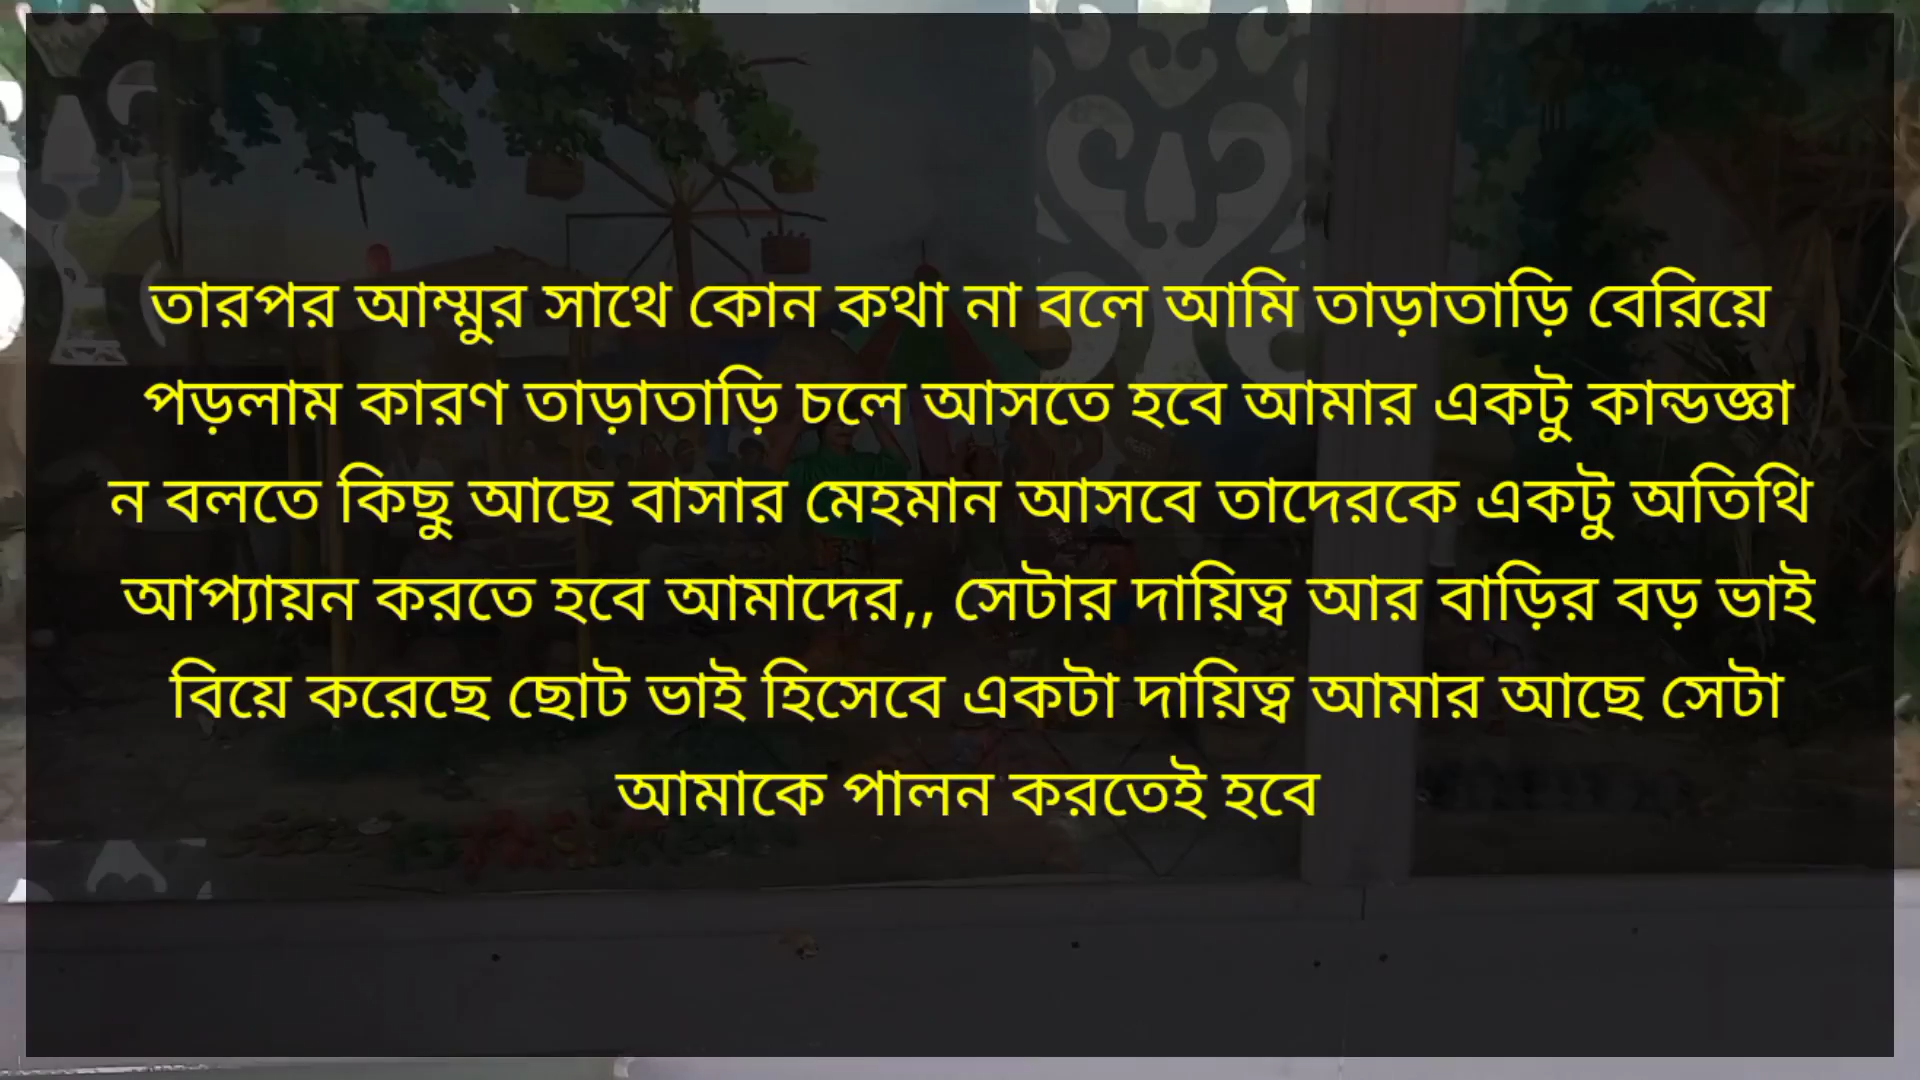 তারপর আম্মুর সাথে কোন কথা না বলে আমি তাড়াতাড়ি বেরিয়ে
পড়লাম কারণ তাড়াতাড়ি চলে আসতে হবে আমার একটু কান্ডজ্ঞা
ন বলতে কিছু আছে বাসার মেহমান আসবে তাদেরকে একটু অতিথি
আপ্যায়ন করতে হবে আমাদের,, সেটার দায়িত্ব আর বাড়ির বড় ভাই
বিয়ে করেছে ছোট ভাই হিসেবে একটা দায়িত্ব আমার আছে সেটা
আমাকে পালন করতেই হবে